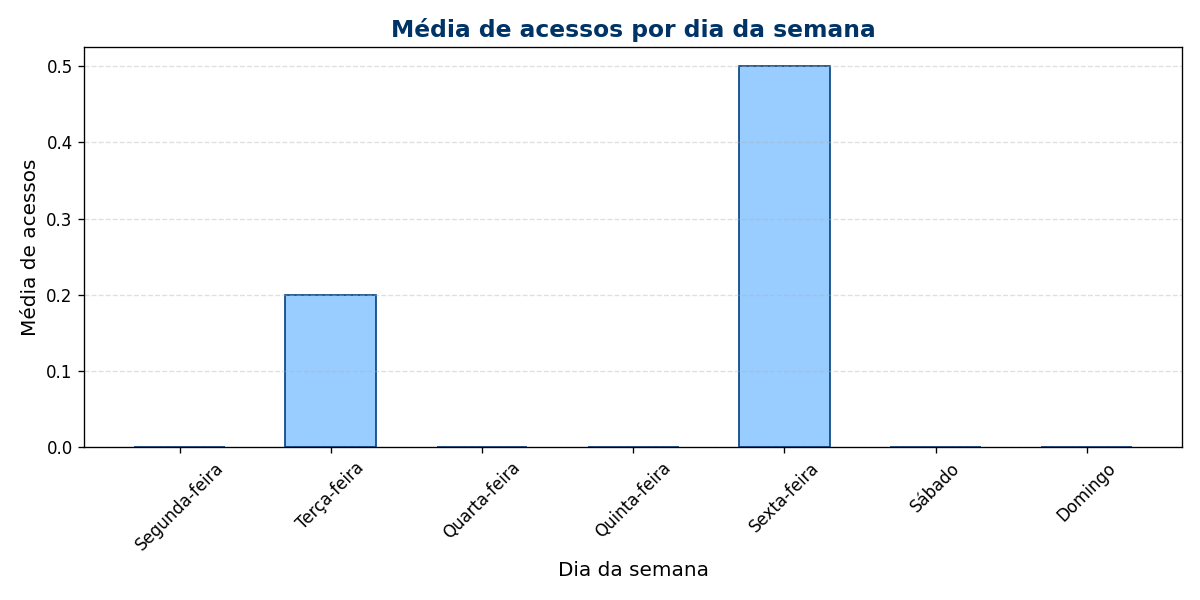 Média de acessos por dia da semana
Média de acessos
0.5
0.4
0.3
0.2
0.1
0.0
Segunda-feira
Terça-feira
Quarta-feira
Quinta-feira
Sexta-feira
Sábado
Domingo
Dia da semana